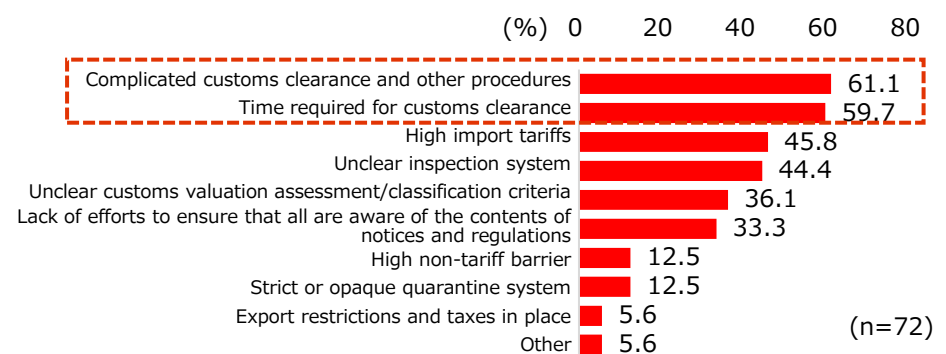 (%) 0 20 40 60 80
Complicated customs clearance and other procedures 61.1
Time required for customs clearance 59.7
High import tariffs 45.8
Unclear inspection system 44.4
Unclear customs valuation assessment/classification criteria 36.1
Lack of efforts to ensure that all are aware of the contents of
notices and regulations 33.3
High non-tariff barrier 12.5
Strict or opaque quarantine system 12.5
Export restrictions and taxes in place 5.6
Other 5.6
(n=72)